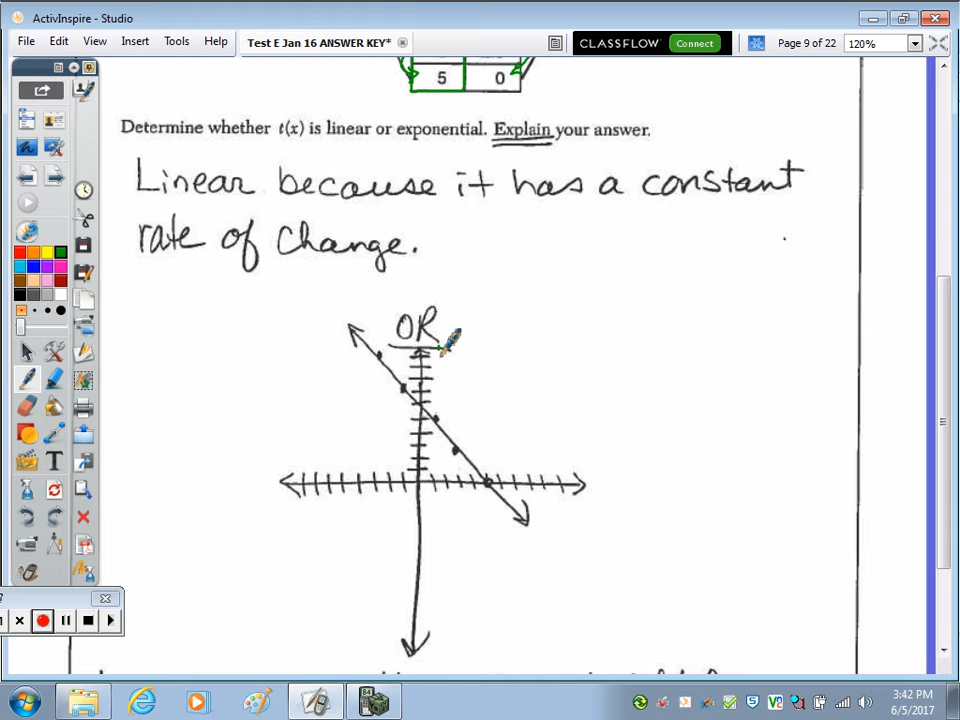 ActivInspire - Studio
File Edit View Insert Tools Help
Test E Jan 16 ANSWER KEY*
CLASSFLOW Connect
Page 9 of 22
120%
5 0
Determine whether t(x) is linear or exponential. Explain your answer.
Linear because it has a constant
rate of change.
OR
3:42 PM
6/5/2017